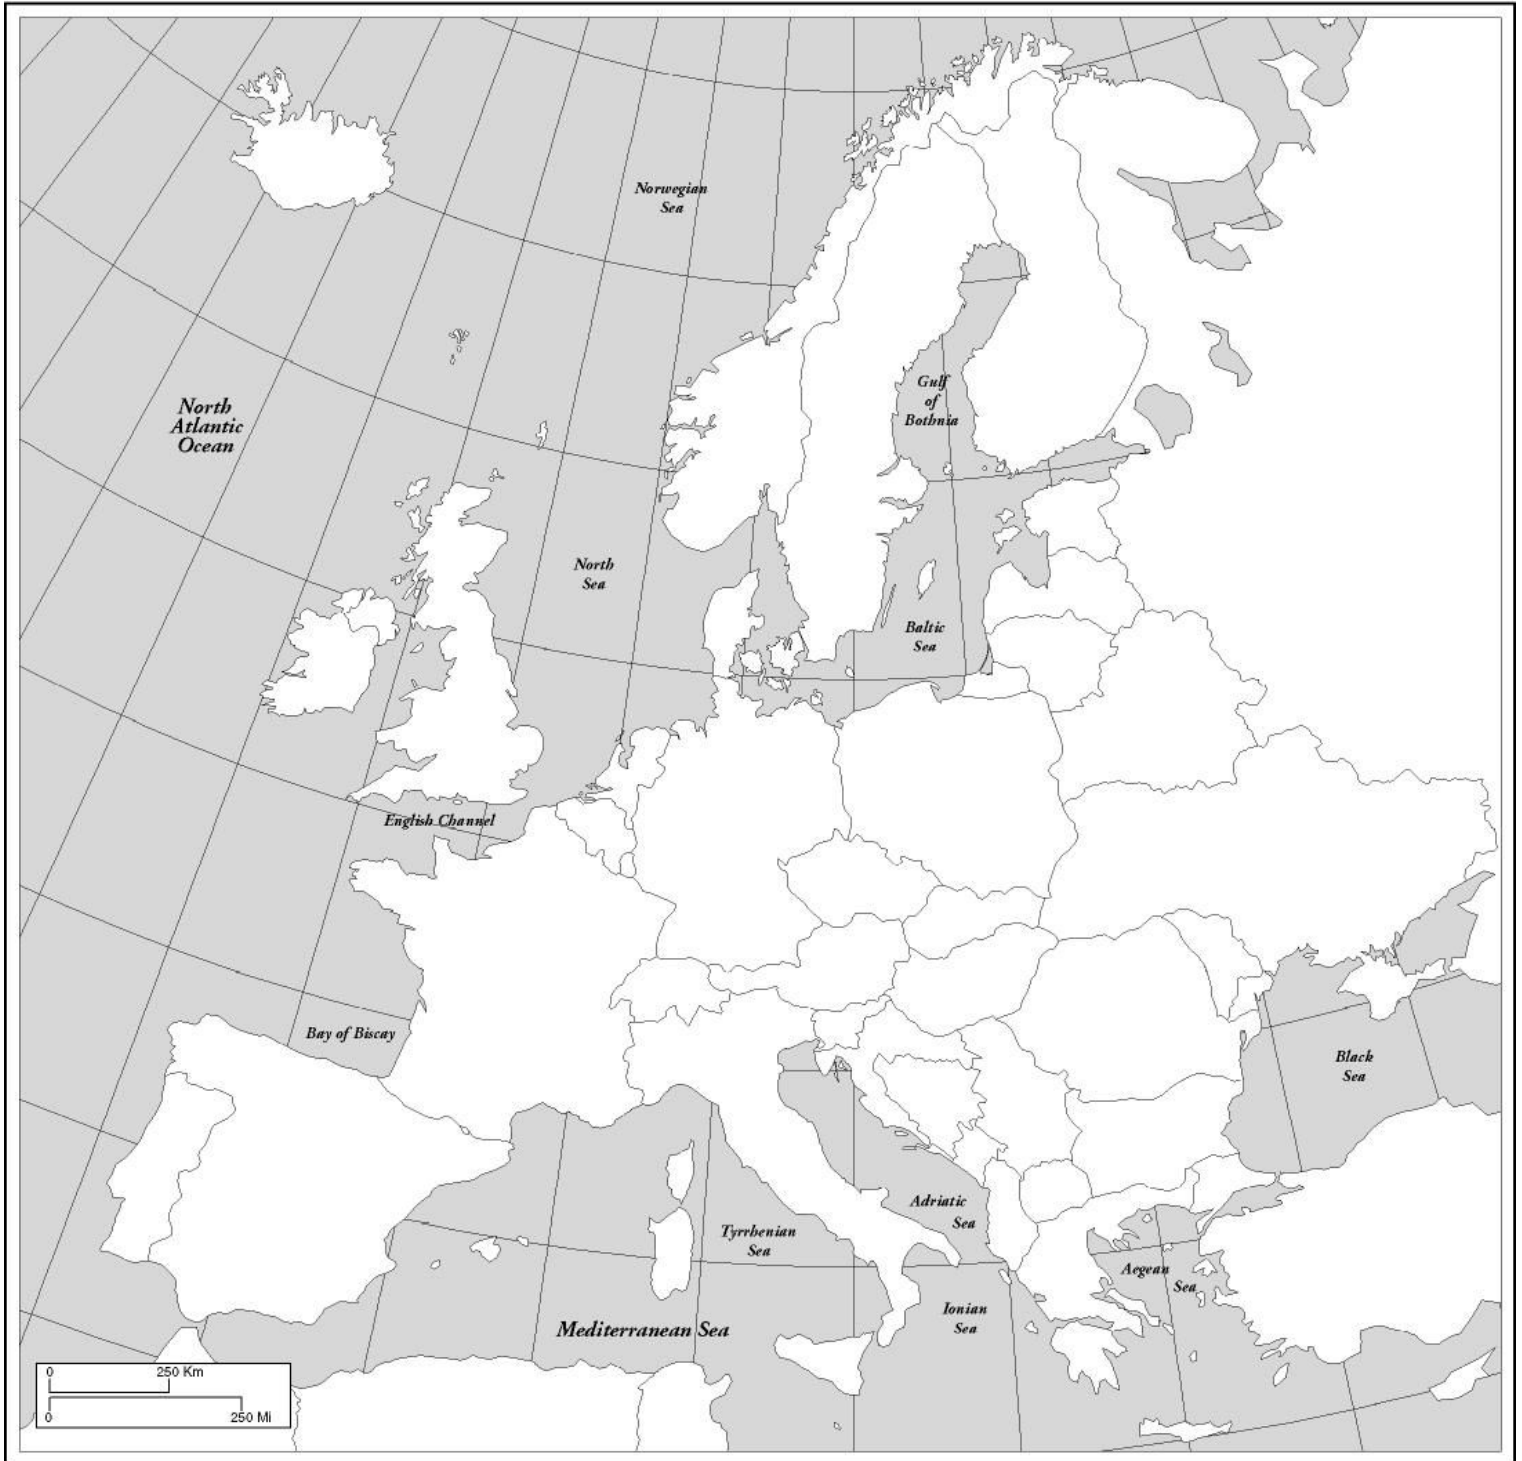 Norwegian
Sea
North
Atlantic
Ocean
Gulf
of
Bothnia
North
Sea
Baltic
Sea
English Channel
Bay of Biscay
Black
Sea
Adriatic
Sea
Tyrrhenian
Sea
Aegean
Sea
Ionian
Sea
Mediterranean Sea
0 250 Km
0 250 Mi